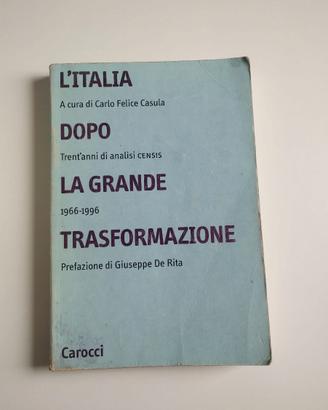 L'ITALIA
A cura di Carlo Felice Casula
DOPO
Trent'anni di analisi CENSIS
LA GRANDE
1966-1996
TRASFORMAZIONE
Prefazione di Giuseppe De Rita
Carocci